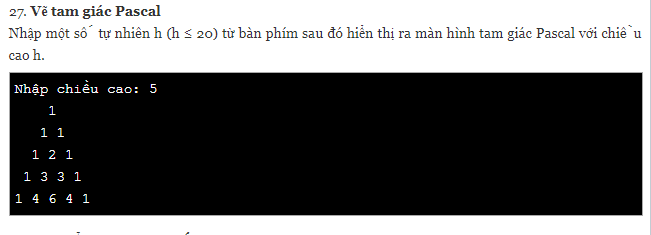 27. Vẽ tam giác Pascal
Nhập một số tự nhiên h (h ≤ 20) từ bàn phím sau đó hiển thị ra màn hình tam giác Pascal với chiều
cao h.
Nhập chiều cao: 5
1
1 1
1 2 1
1 3 3 1
1 4 6 4 1